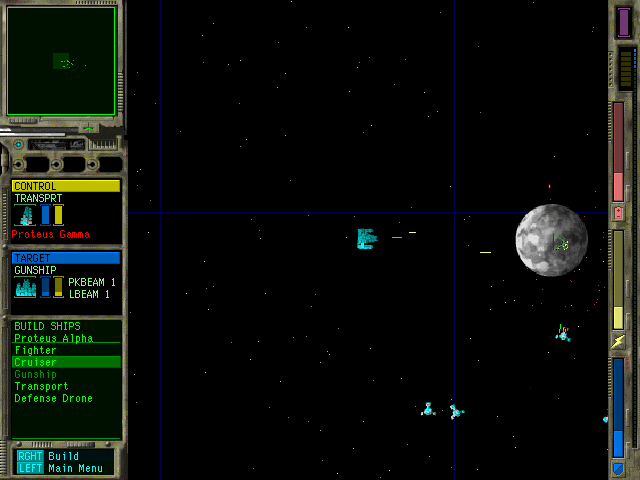 CONTROL
TRANSPRT
Proteus Gamma
TARGET
GUNSHIP
PKBEAM 1
LBEAM 1
BUILD SHIPS
Proteus Alpha
Fighter
Cruiser
Gunship
Transport
Defense Drone
RGHT Build
LEFT Main Menu